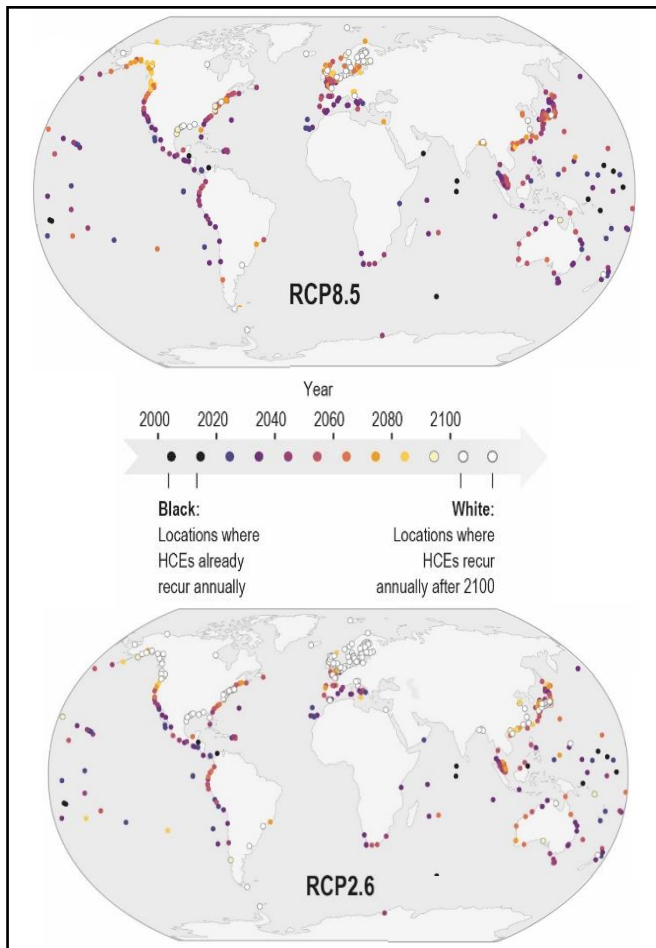 RCP8.5
Year
2000 2020 2040 2060 2080 2100
Black: White:
Locations where Locations where
HCEs already HCEs recur
recur annually annually after 2100
RCP2.6